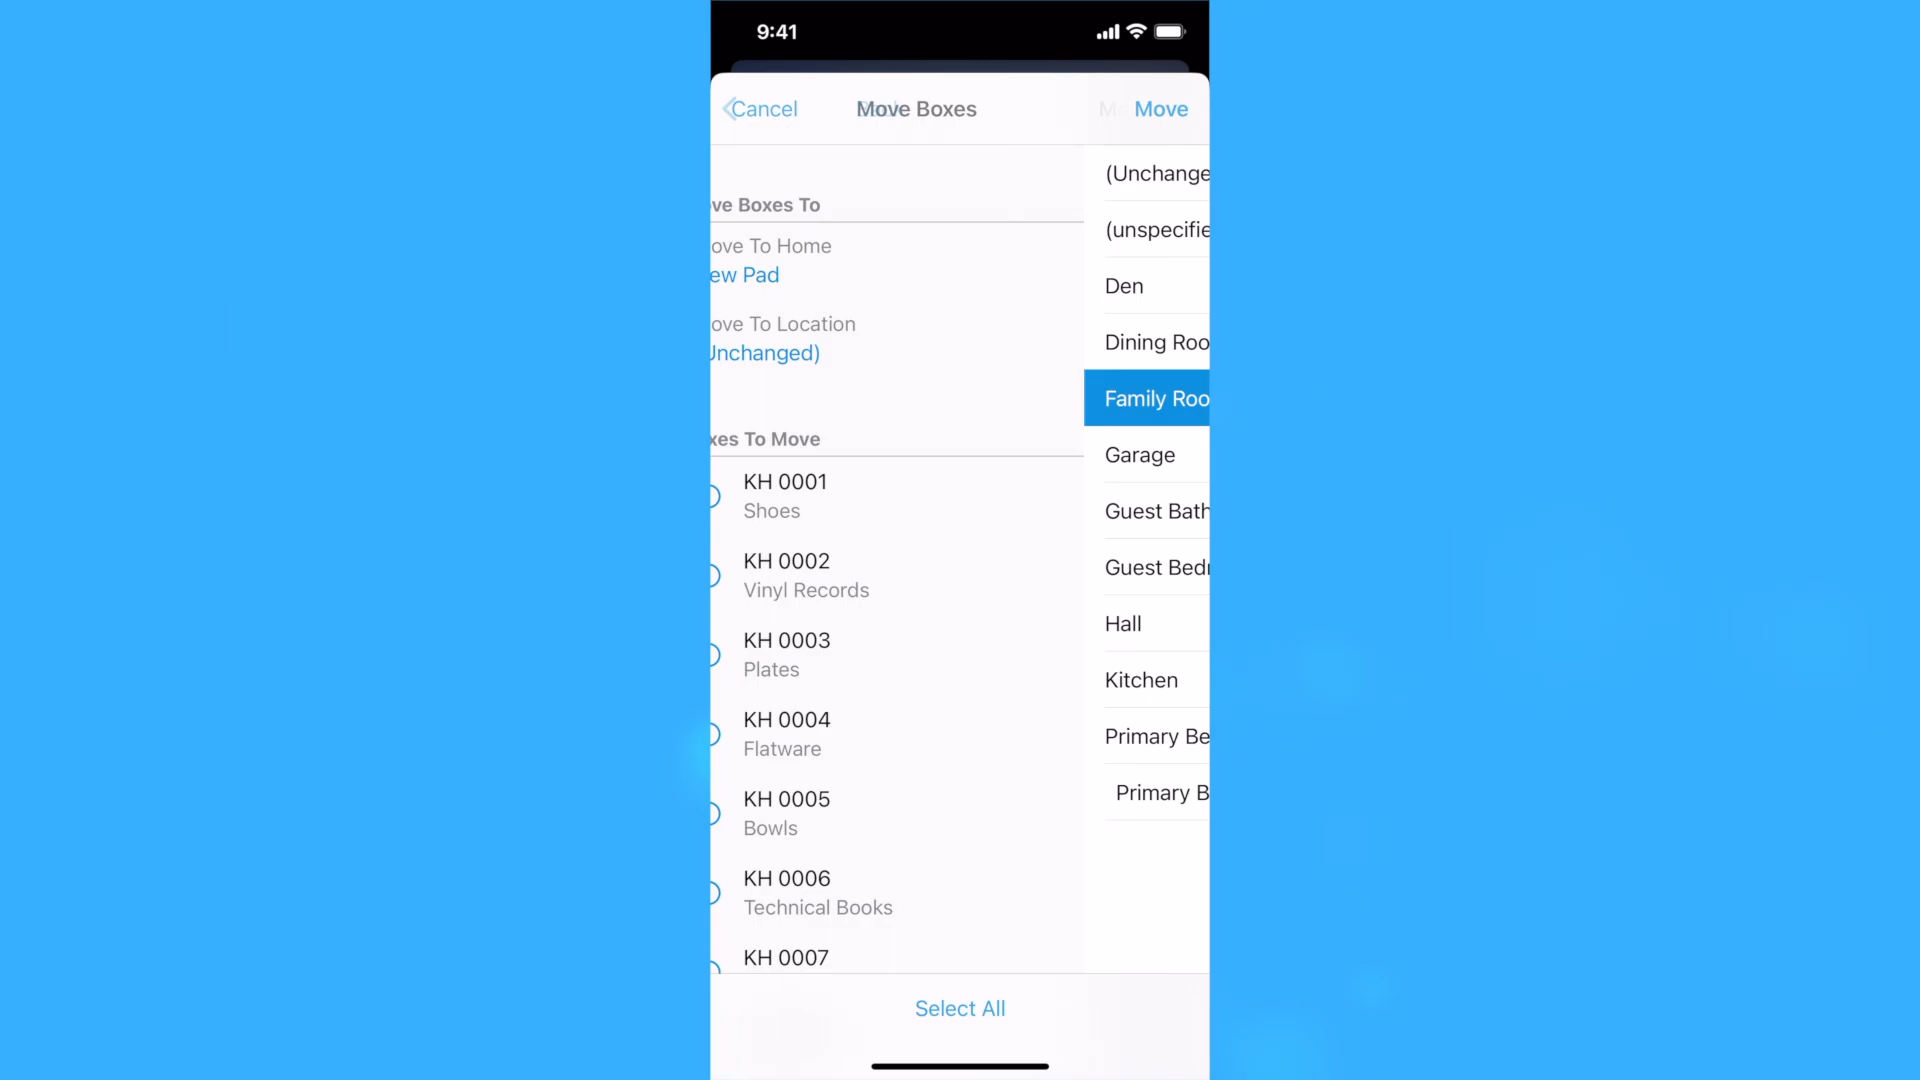 9:41
Cancel
Move Boxes
Move
ve Boxes To
ove To Home
ew Pad
ove To Location
Unchanged)
xes To Move
KH 0001
Shoes
KH 0002
Vinyl Records
KH 0003
Plates
KH 0004
Flatware
KH 0005
Bowls
KH 0006
Technical Books
KH 0007
(Unchange
(unspecifie
Den
Dining Roo
Family Roo
Garage
Guest Bath
Guest Bed
Hall
Kitchen
Primary Be
Primary B
Select All